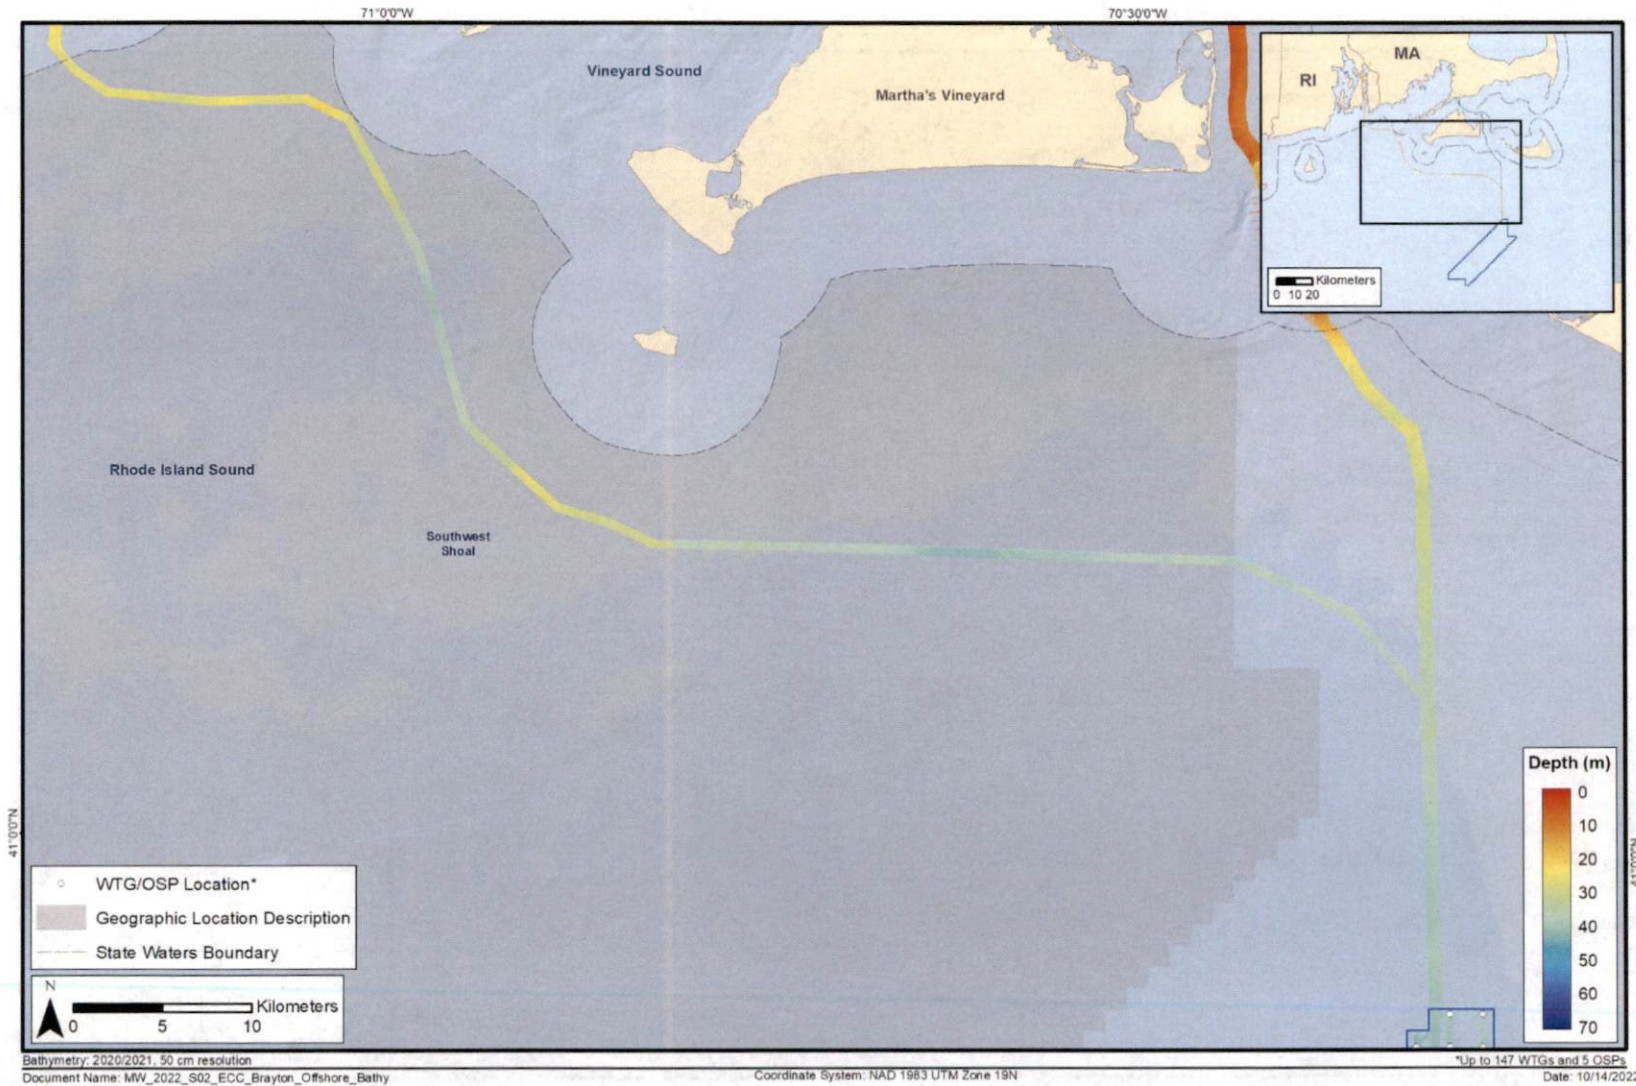 71°0'0"W
70°30'0"W
Vineyard Sound
Martha's Vineyard
MA
RI
Kilometers
0 10 20
Rhode Island Sound
Southwest
Shoal
41°0'0"N
41°0'0"N
Depth (m)
0
10
20
30
40
50
60
70
WTG/OSP Location*
Geographic Location Description
State Waters Boundary
N
Kilometers
0 5 10
Bathymetry: 2020/2021, 50 cm resolution
*Up to 147 WTGs and 5 OSPs
Document Name: MW_2022_S02_ECC_Brayton_Offshore_Bathy
Coordinate System: NAD 1983 UTM Zone 19N
Date: 10/14/2022